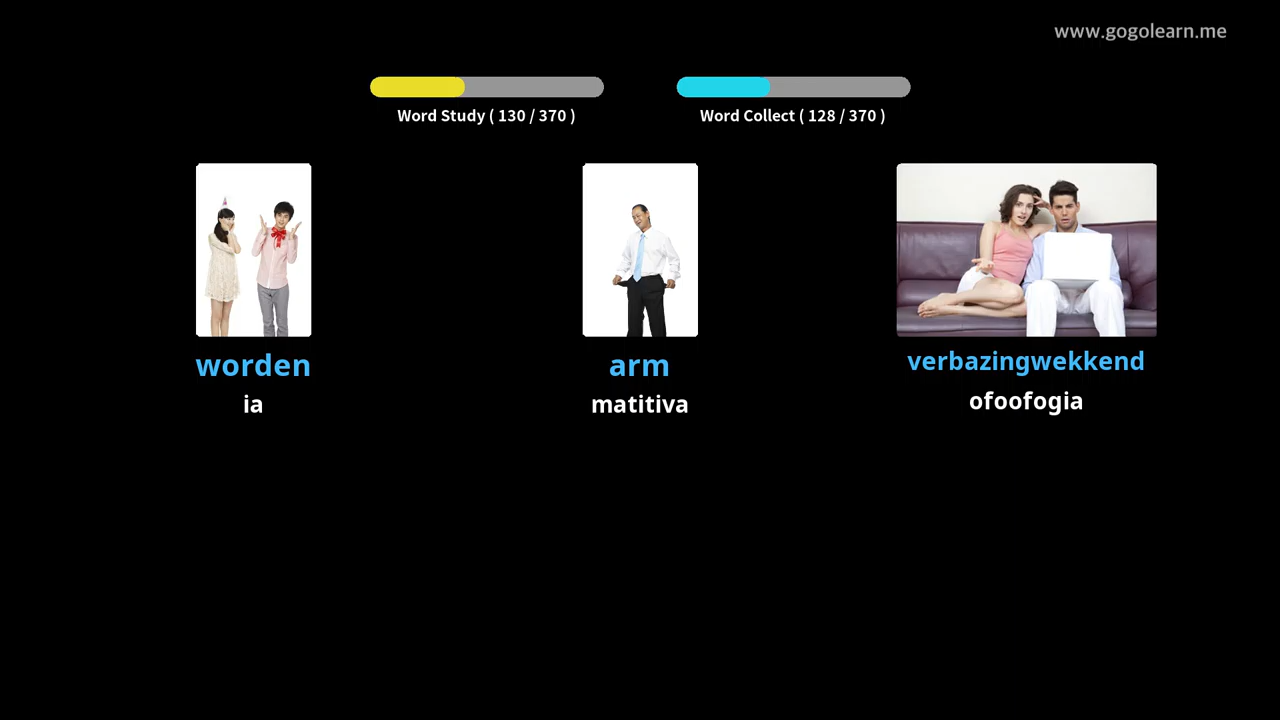 www.gogolearn.me
Word Study ( 130 / 370 )
Word Collect ( 128 / 370 )
worden
ia
arm
matitiva
verbazingwekkend
ofoofogia